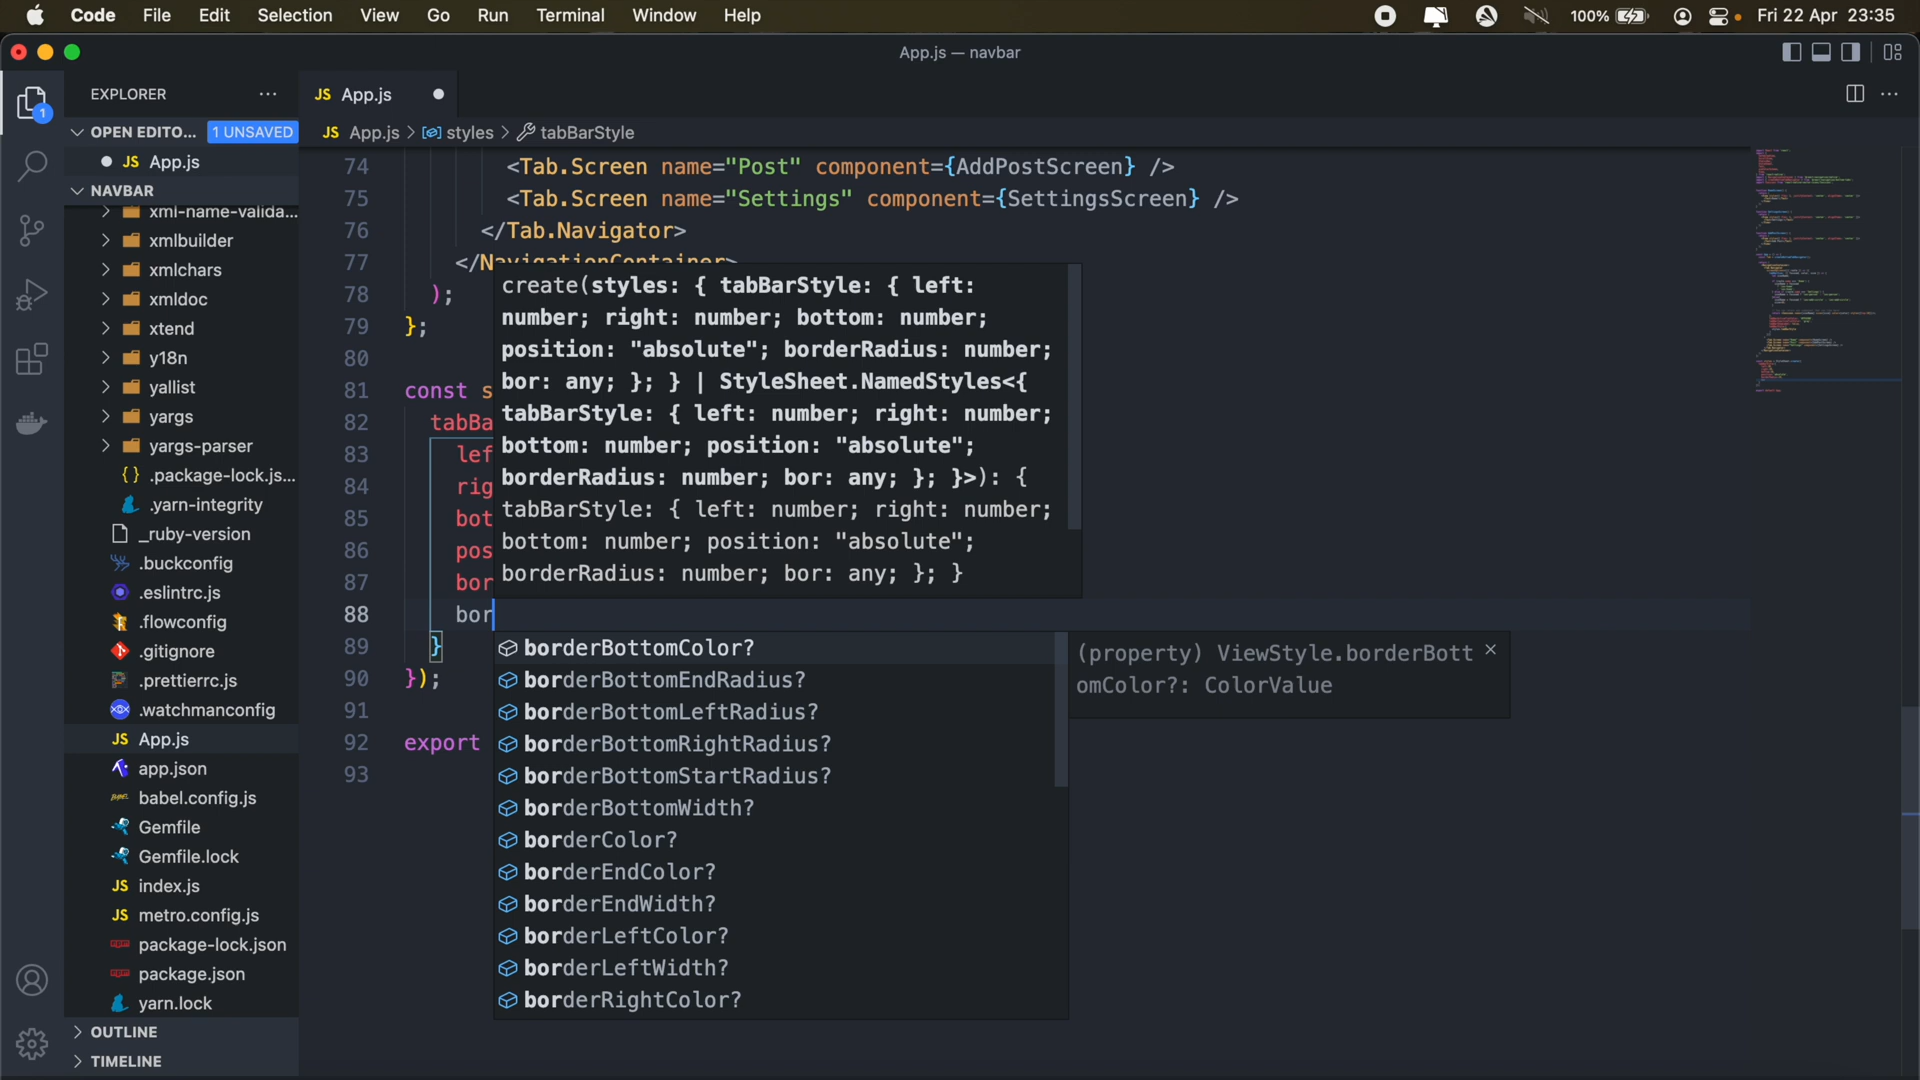 Code File Edit Selection View Go Run Terminal Window Help 100% Fri 22 Apr 23:35
App.js — navbar
EXPLORER
OPEN EDITO... 1 UNSAVED
JS App.js
NAVBAR
xml-name-valida...
xmlbuilder
xmlchars
xmldoc
xtend
y18n
yallist
yargs
yargs-parser
{} .package-lock.js...
.yarn-integrity
_ruby-version
.buckconfig
.eslintrc.js
.flowconfig
.gitignore
.prettierrc.js
.watchmanconfig
JS App.js
app.json
babel.config.js
Gemfile
Gemfile.lock
JS index.js
JS metro.config.js
package-lock.json
package.json
yarn.lock
OUTLINE
TIMELINE
1
JS App.js
JS App.js > styles > tabBarStyle
74 <Tab.Screen name="Post" component={AddPostScreen} />
75 <Tab.Screen name="Settings" component={SettingsScreen} />
76 </Tab.Navigator>
77 </NavigationContainer>
78 );
79 };
80
81 const s
82 tabBa
83 lef
84 rig
85 bot
86 pos
87 bor
88 bor
89 }
90 });
91
92 export
93
create(styles: { tabBarStyle: { left:
number; right: number; bottom: number;
position: "absolute"; borderRadius: number;
bor: any; }; } | StyleSheet.NamedStyles<{
tabBarStyle: { left: number; right: number;
bottom: number; position: "absolute";
borderRadius: number; bor: any; }; }>): {
tabBarStyle: { left: number; right: number;
bottom: number; position: "absolute";
borderRadius: number; bor: any; }; }
borderBottomColor?
borderBottomEndRadius?
borderBottomLeftRadius?
borderBottomRightRadius?
borderBottomStartRadius?
borderBottomWidth?
borderColor?
borderEndColor?
borderEndWidth?
borderLeftColor?
borderLeftWidth?
borderRightColor?
(property) ViewStyle.borderBott
omColor?: ColorValue